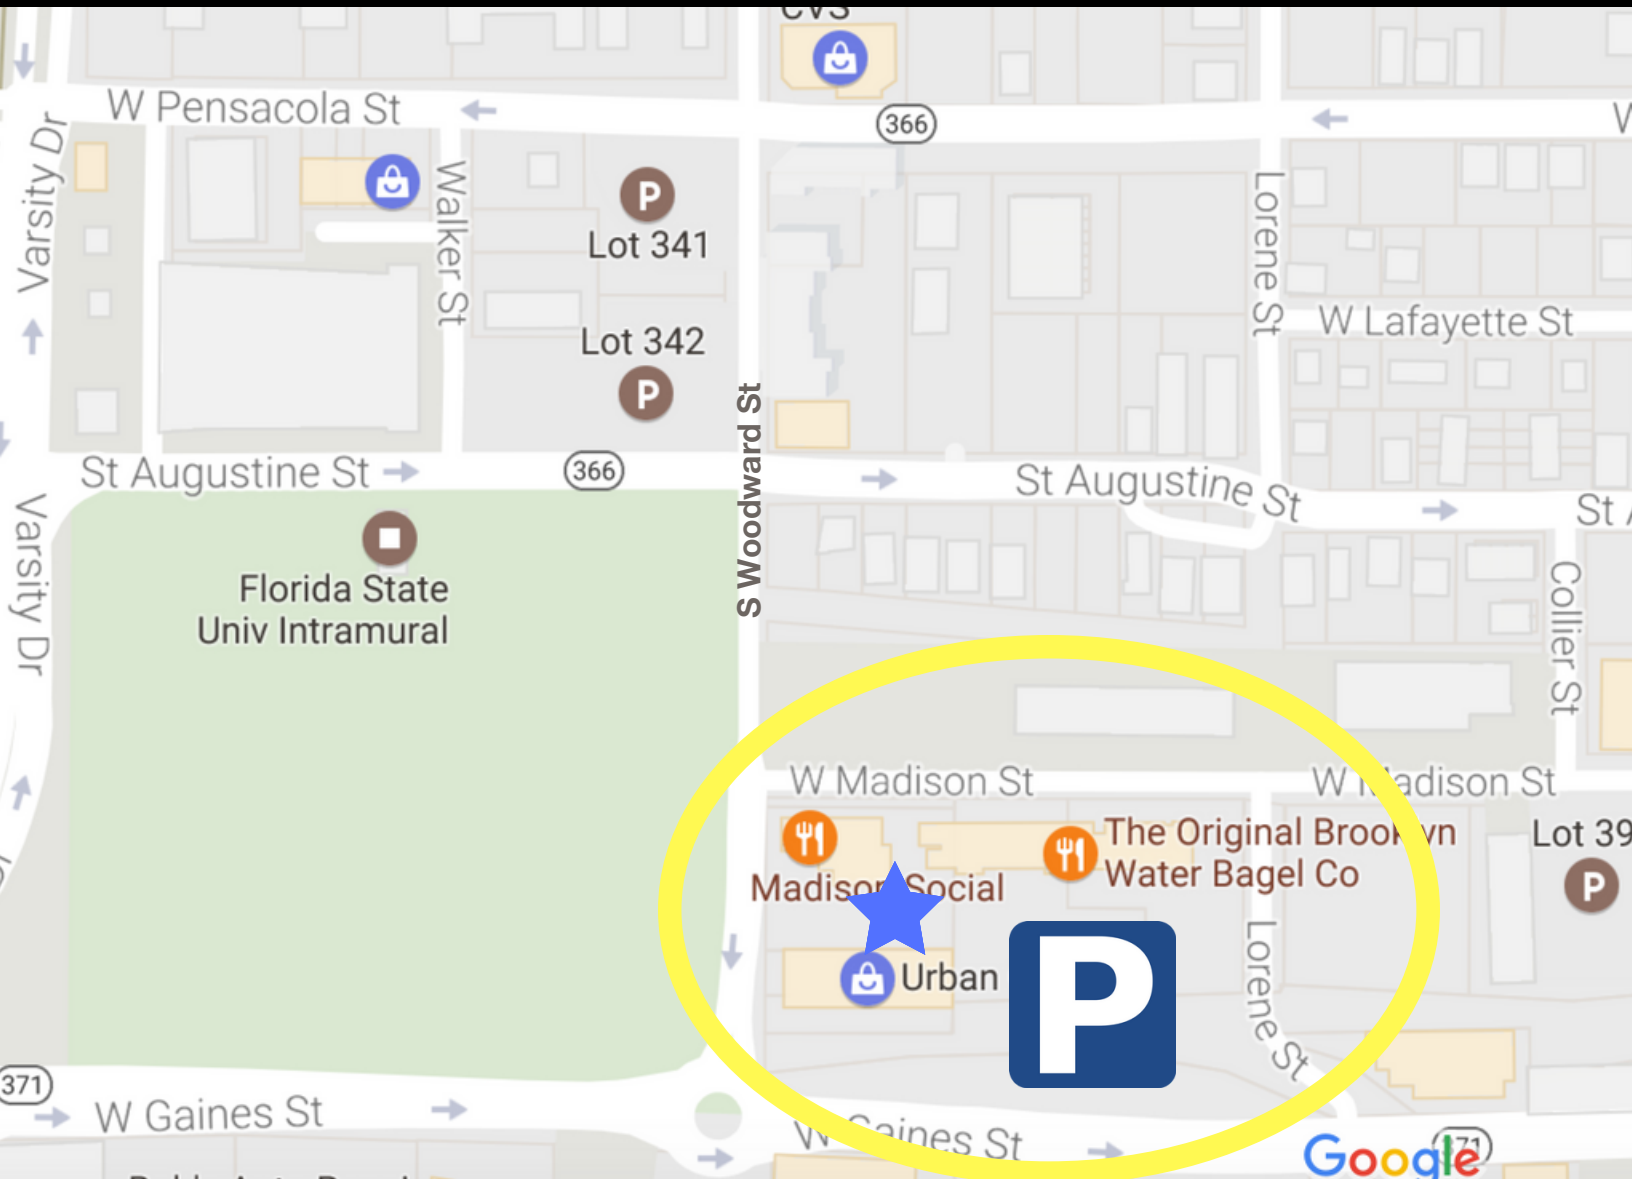 CVS
W Pensacola St
366
W
Varsity Dr
P
Lot 341
Walker St
Lorene St
W Lafayette St
Lot 342
P
S Woodward St
St Augustine St
366
St Augustine St
St A
Varsity Dr
Florida State
Univ Intramural
Collier St
W Madison St
W Madison St
The Original Brooklyn
Water Bagel Co
Lot 39
P
Madison Social
Urban
P
Lorene St
371
W Gaines St
W Gaines St
371
Google